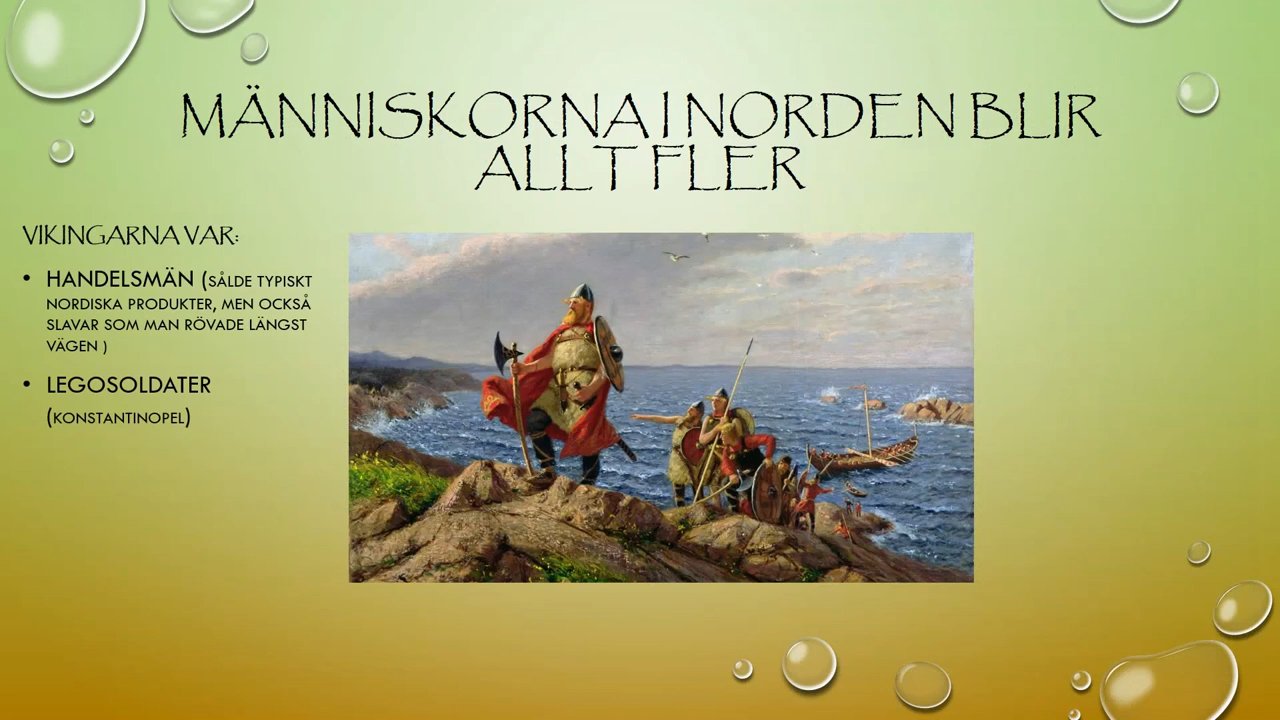 MÄNNISKORNA I NORDEN BLIR
ALLT FLER
VIKINGARNA VAR:
• HANDELSMÄN (SÅLDE TYPISKT
NORDISKA PRODUKTER, MEN OCKSÅ
SLAVAR SOM MAN RÖVADE LÄNGST
VÄGEN )
• LEGOSOLDATER
(KONSTANTINOPEL)